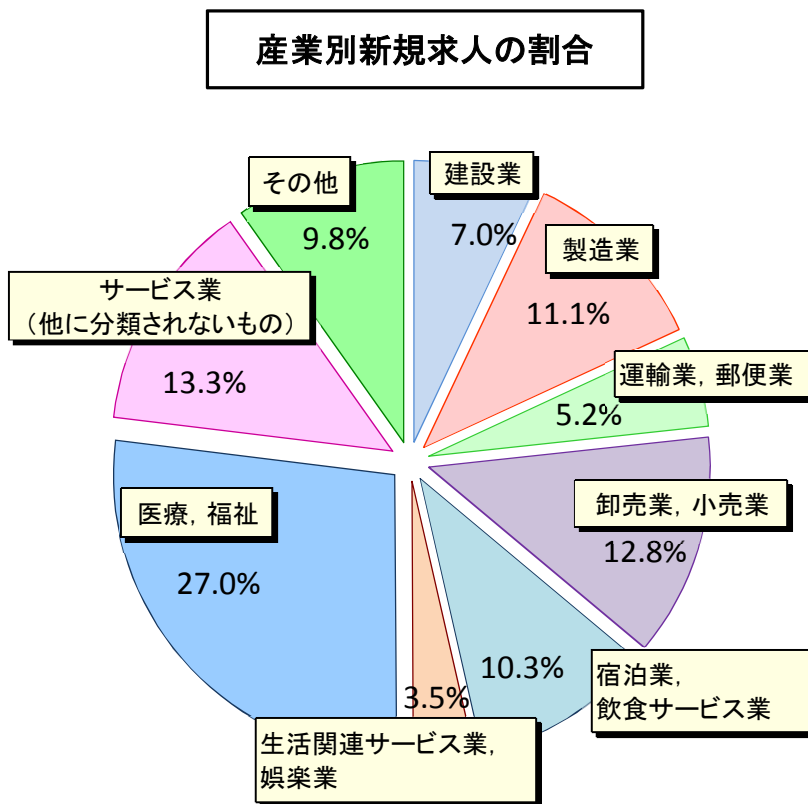 産業別新規求人の割合
建設業
7.0%
製造業
11.1%
運輸業，郵便業
5.2%
卸売業，小売業
12.8%
宿泊業，
飲食サービス業
10.3%
生活関連サービス業，
娯楽業
3.5%
医療，福祉
27.0%
サービス業
（他に分類されないもの）
13.3%
その他
9.8%